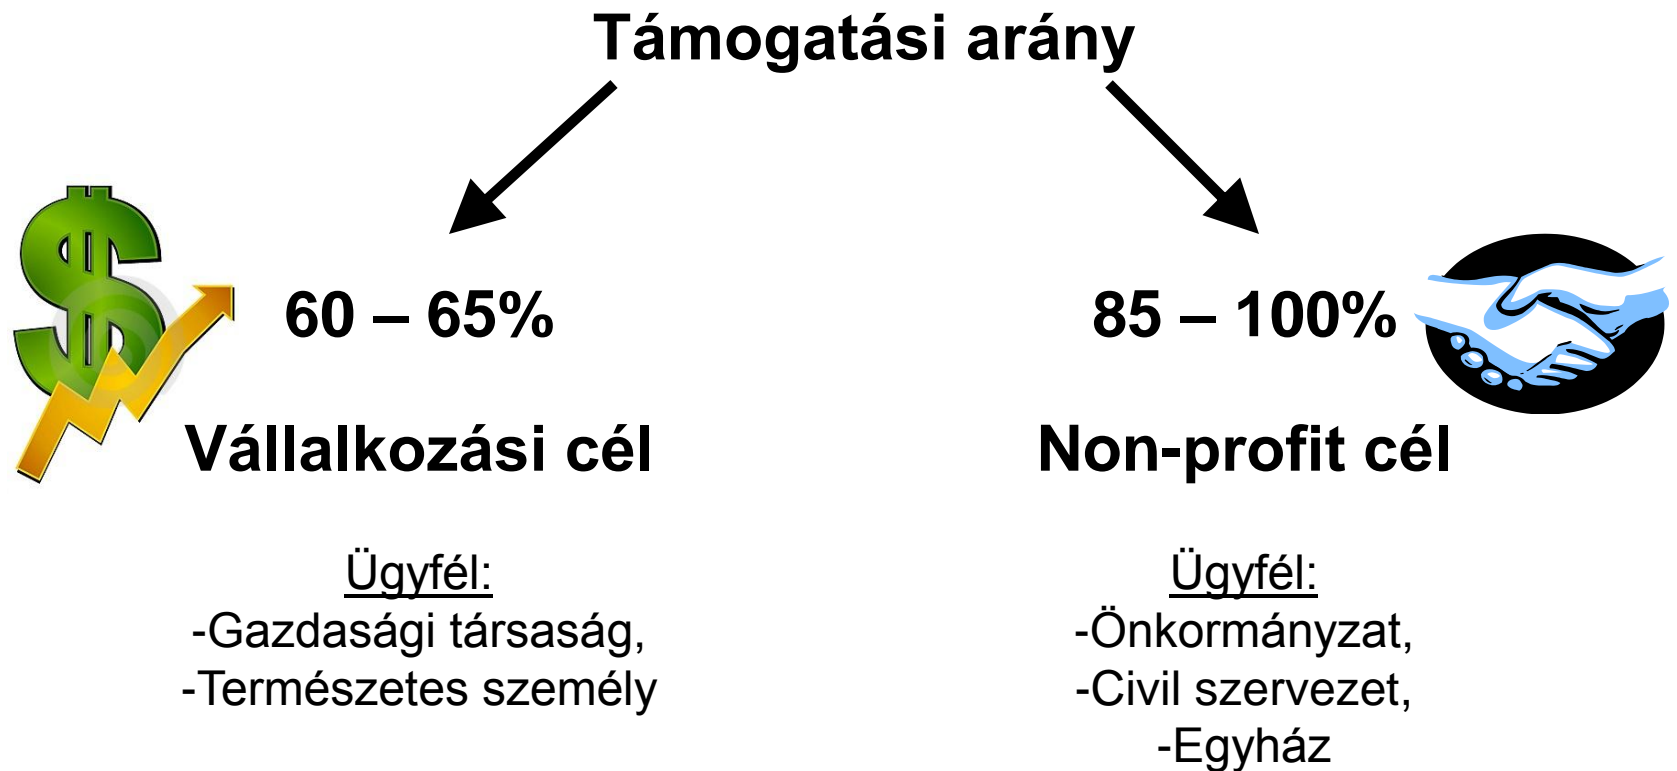 Támogatási arány
60 – 65%
Vállalkozási cél
Ügyfél:
-Gazdasági társaság,
-Természetes személy
85 – 100%
Non-profit cél
Ügyfél:
-Önkormányzat,
-Civil szervezet,
-Egyház